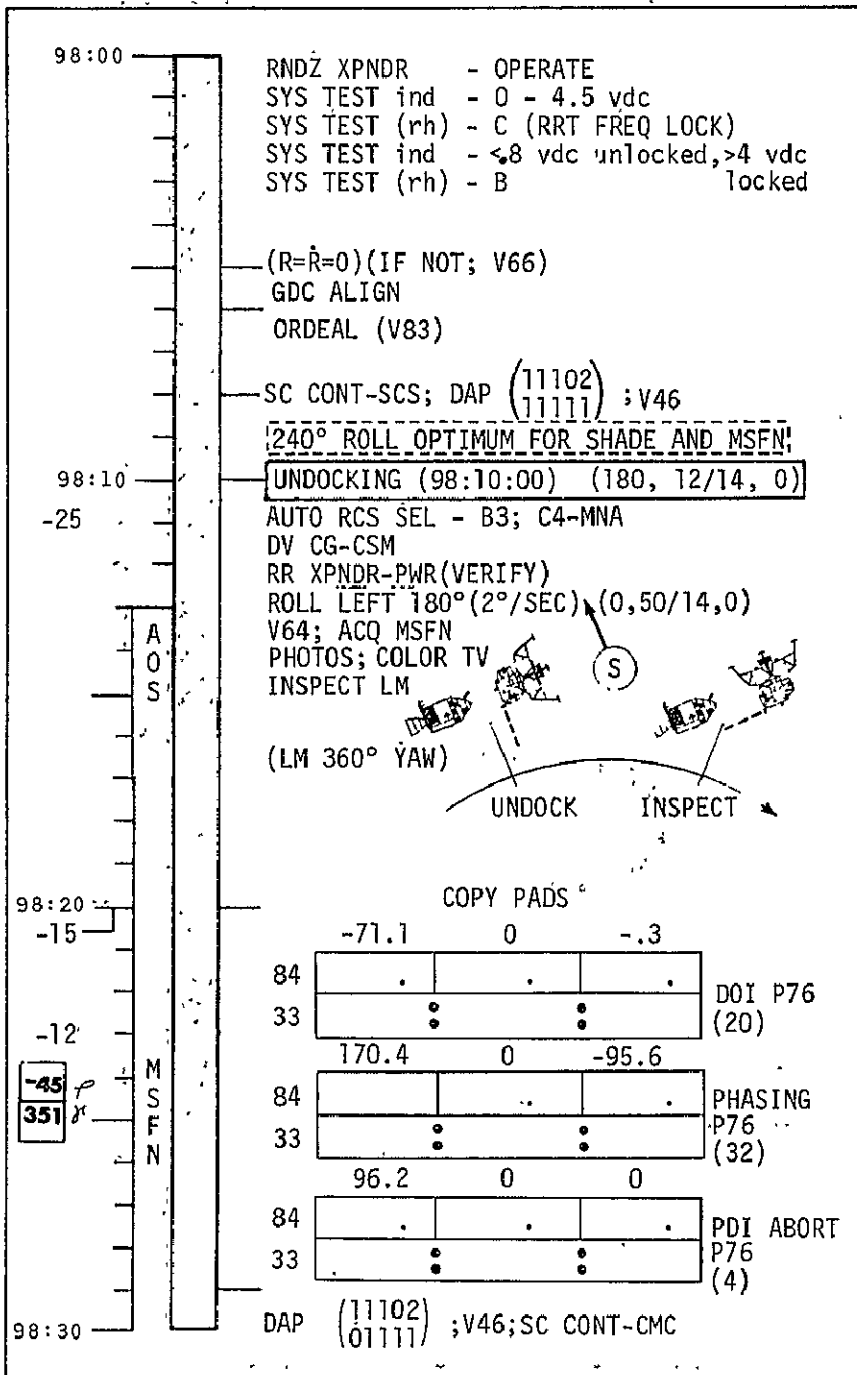 98:00
RNDZ XPNDR - OPERATE
SYS TEST ind - 0 - 4.5 vdc
SYS TEST (rh) - C (RRT FREQ LOCK)
SYS TEST ind - <.8 vdc unlocked,>4 vdc
SYS TEST (rh) - B locked
(R=Ṙ=0)(IF NOT; V66)
GDC ALIGN
ORDEAL (V83)
SC CONT-SCS; DAP (11102 11111) ;V46
240° ROLL OPTIMUM FOR SHADE AND MSFN
98:10 UNDOCKING (98:10:00) (180, 12/14, 0)
-25 AUTO RCS SEL - B3; C4-MNA
DV CG-CSM
RR XPNDR-PWR(VERIFY)
ROLL LEFT 180°(2°/SEC) (0,50/14,0)
AOS
V64; ACQ MSFN
PHOTOS; COLOR TV
INSPECT LM
S
(LM 360° YAW)
UNDOCK INSPECT
98:20
COPY PADS
-15
-71.1 0 -.3
84 . . .
33 : :
DOI P76
(20)
-12
170.4 0 -95.6
-45 ρ
351 γ
MSFN
84 . .
33 : :
PHASING
P76
(32)
96.2 0 0
84 . . .
33 : :
PDI ABORT
P76
(4)
98:30
DAP (11102 01111) ;V46;SC CONT-CMC